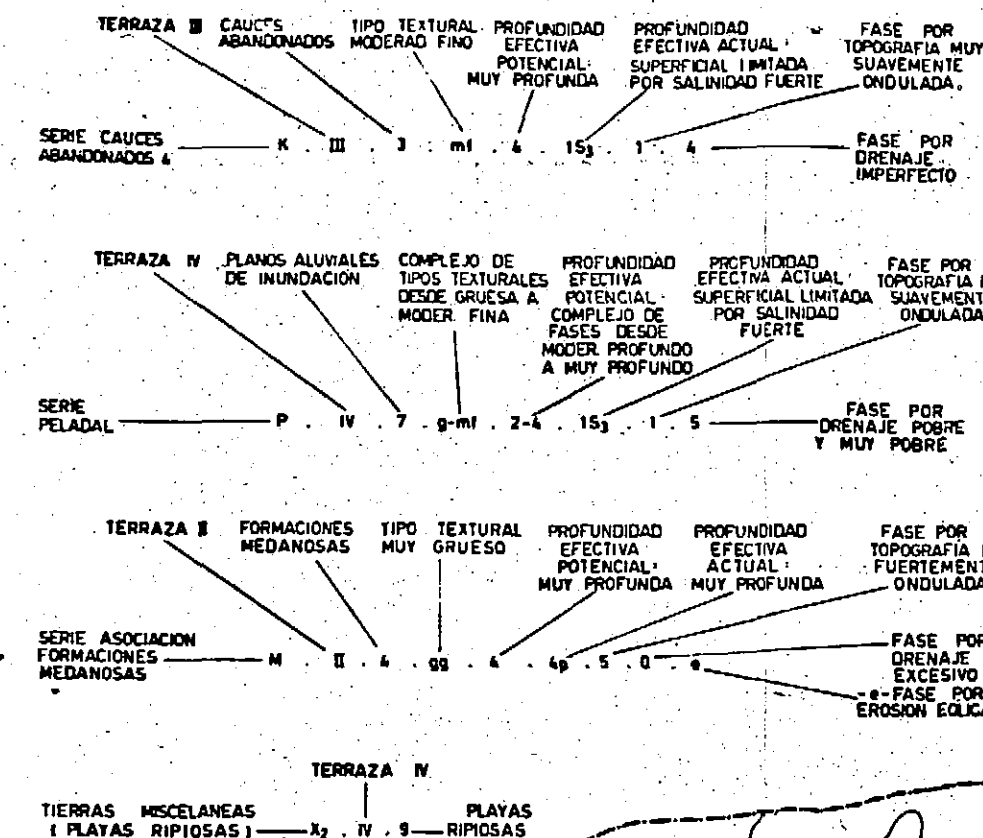 TERRAZA III
CAUCES
ABANDONADOS
TIPO TEXTURAL
MODERAD FINO
PROFUNDIDAD
EFECTIVA
POTENCIAL:
MUY PROFUNDA
PROFUNDIDAD
EFECTIVA ACTUAL:
SUPERFICIAL LIMITADA
POR SALINIDAD FUERTE
FASE POR
TOPOGRAFIA MUY
SUAVEMENTE
ONDULADA.
SERIE CAUCES
ABANDONADOS 4
K . III . 3 . mf . 4 . 1S3 . 1 . 4
FASE POR
DRENAJE
IMPERFECTO
TERRAZA IV
PLANOS ALUVIALES
DE INUNDACIÓN
COMPLEJO DE
TIPOS TEXTURALES
DESDE GRUESA A
MODER. FINA
PROFUNDIDAD
EFECTIVA
POTENCIAL:
COMPLEJO DE
FASES DESDE
MODER. PROFUNDO
A MUY PROFUNDO
PROFUNDIDAD
EFECTIVA ACTUAL:
SUPERFICIAL LIMITADA
POR SALINIDAD
FUERTE
FASE POR
TOPOGRAFÍA
SUAVEMENT
ONDULADA
SERIE
PELADAL
P . IV . 7 . g-mf . 2-4 . 1S3 . 1 . 5
FASE POR
DRENAJE POBRE
Y MUY POBRE
TERRAZA II
FORMACIONES
MEDANOSAS
TIPO TEXTURAL
MUY GRUESO
PROFUNDIDAD
EFECTIVA
POTENCIAL:
MUY PROFUNDA
PROFUNDIDAD
EFECTIVA
ACTUAL:
MUY PROFUNDA
FASE POR
TOPOGRAFÍA
FUERTEMENT
ONDULADA
SERIE ASOCIACION
FORMACIONES
MEDANOSAS
M . II . 4 . gg . 4 . 4p . 5 . 0 . e
FASE POR
DRENAJE
EXCESIVO
-e-FASE POR
EROSION EOLICA
TERRAZA IV
TIERRAS MISCELANEAS
( PLAYAS RIPIOSAS )
X2 . IV . 9
PLAYAS
RIPIOSAS